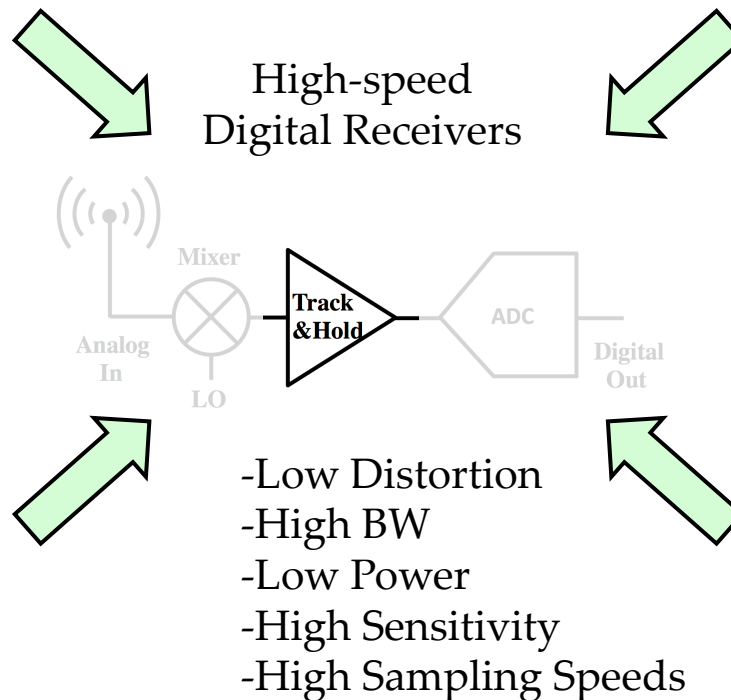 High-speed
Digital Receivers
Mixer
Track
&Hold
ADC
Analog
In
LO
Digital
Out
-Low Distortion
-High BW
-Low Power
-High Sensitivity
-High Sampling Speeds